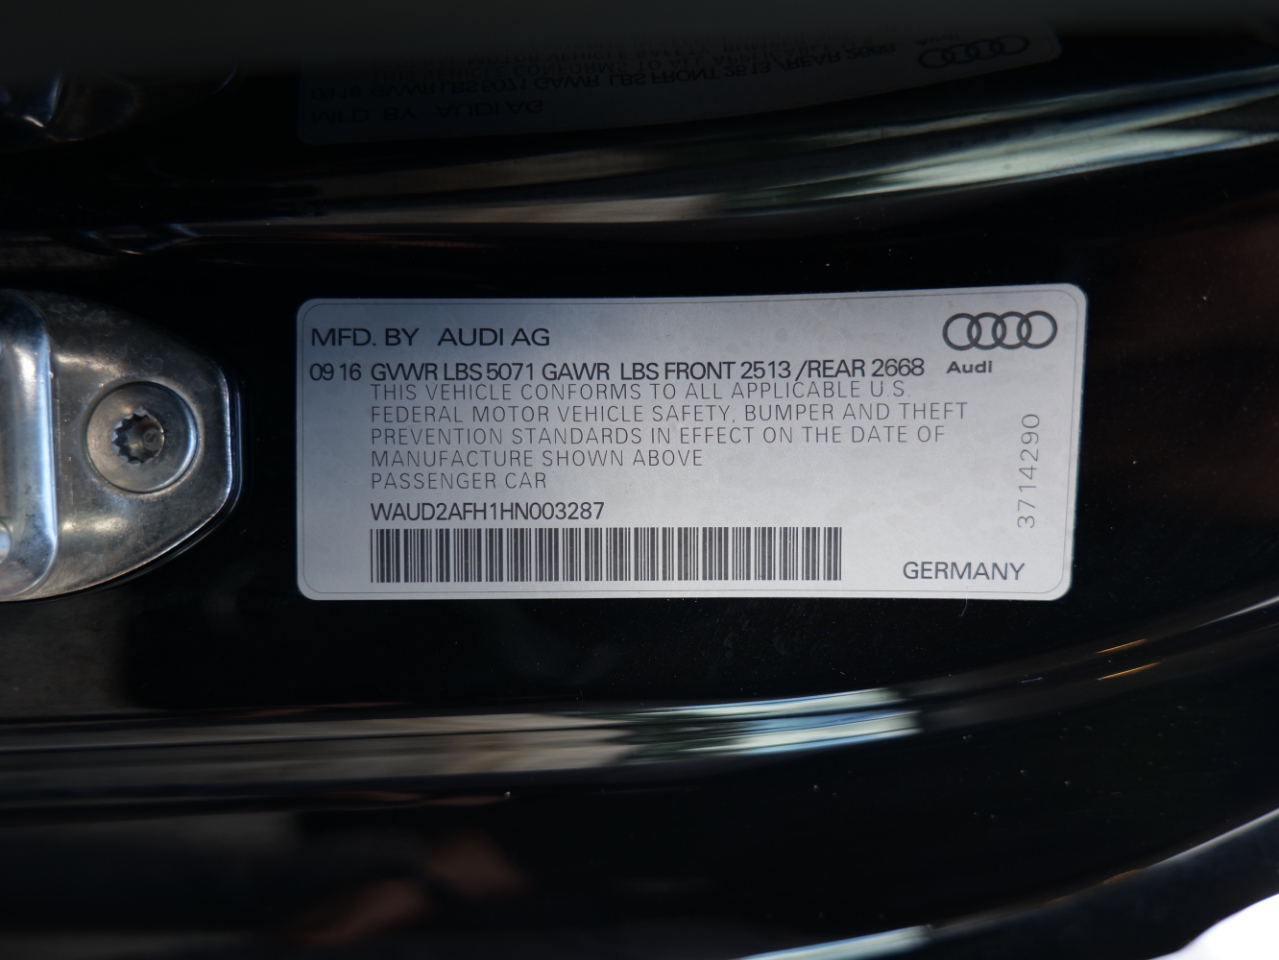 MFD. BY AUDI AG
09 16 GVWR LBS 5071 GAWR LBS FRONT 2513 /REAR 2668
Audi
THIS VEHICLE CONFORMS TO ALL APPLICABLE U.S.
FEDERAL MOTOR VEHICLE SAFETY, BUMPER AND THEFT
PREVENTION STANDARDS IN EFFECT ON THE DATE OF
MANUFACTURE SHOWN ABOVE
PASSENGER CAR
WAUD2AFH1HN003287
GERMANY
3714290